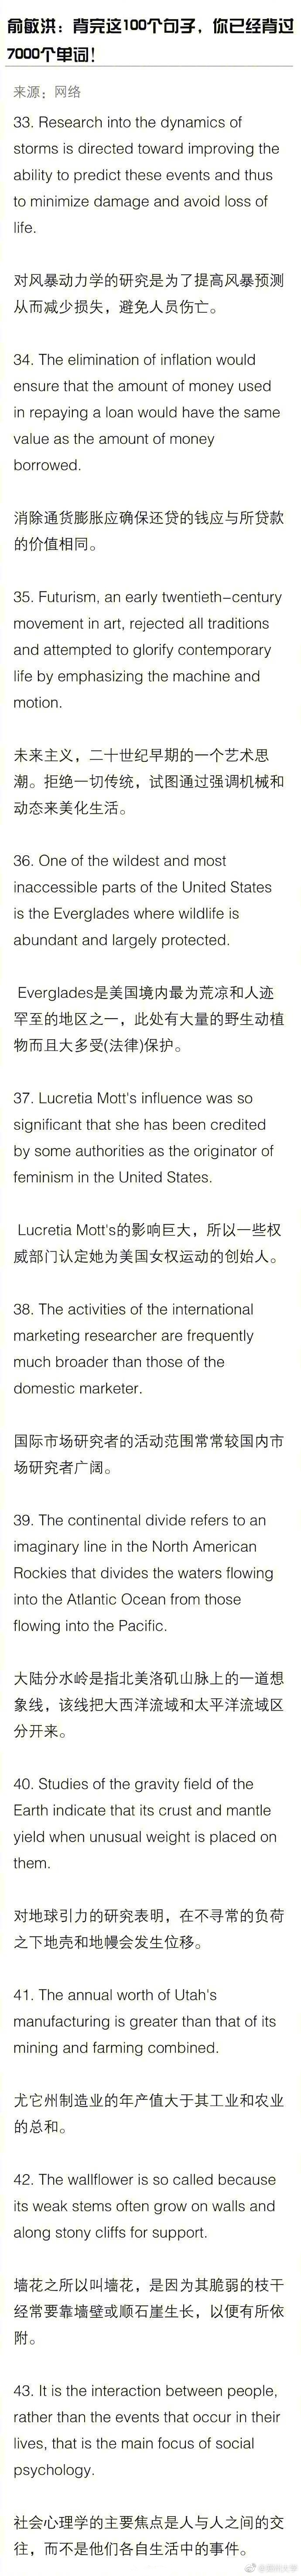 俞敏洪：背完这100个句子，你已经背过
7000个单词！
来源：网络
33. Research into the dynamics of
storms is directed toward improving the
ability to predict these events and thus
to minimize damage and avoid loss of
life.
对风暴动力学的研究是为了提高风暴预测
从而减少损失，避免人员伤亡。
34. The elimination of inflation would
ensure that the amount of money used
in repaying a loan would have the same
value as the amount of money
borrowed.
消除通货膨胀应确保还贷的钱应与所贷款
的价值相同。
35. Futurism, an early twentieth-century
movement in art, rejected all traditions
and attempted to glorify contemporary
life by emphasizing the machine and
motion.
未来主义，二十世纪早期的一个艺术思
潮。拒绝一切传统，试图通过强调机械和
动态来美化生活。
36. One of the wildest and most
inaccessible parts of the United States
is the Everglades where wildlife is
abundant and largely protected.
Everglades是美国境内最为荒凉和人迹
罕至的地区之一，此处有大量的野生动植
物而且大多受(法律)保护。
37. Lucretia Mott's influence was so
significant that she has been credited
by some authorities as the originator of
feminism in the United States.
Lucretia Mott's的影响巨大，所以一些权
威部门认定她为美国女权运动的创始人。
38. The activities of the international
marketing researcher are frequently
much broader than those of the
domestic marketer.
国际市场研究者的活动范围常常较国内市
场研究者广阔。
39. The continental divide refers to an
imaginary line in the North American
Rockies that divides the waters flowing
into the Atlantic Ocean from those
flowing into the Pacific.
大陆分水岭是指北美洛矶山脉上的一道想
象线，该线把大西洋流域和太平洋流域区
分开来。
40. Studies of the gravity field of the
Earth indicate that its crust and mantle
yield when unusual weight is placed on
them.
对地球引力的研究表明，在不寻常的负荷
之下地壳和地幔会发生位移。
41. The annual worth of Utah's
manufacturing is greater than that of its
mining and farming combined.
尤它州制造业的年产值大于其工业和农业
的总和。
42. The wallflower is so called because
its weak stems often grow on walls and
along stony cliffs for support.
墙花之所以叫墙花，是因为其脆弱的枝干
经常要靠墙壁或顺石崖生长，以便有所依
附。
43. It is the interaction between people,
rather than the events that occur in their
lives, that is the main focus of social
psychology.
社会心理学的主要焦点是人与人之间的交
往，而不是他们各自生活中的事件。